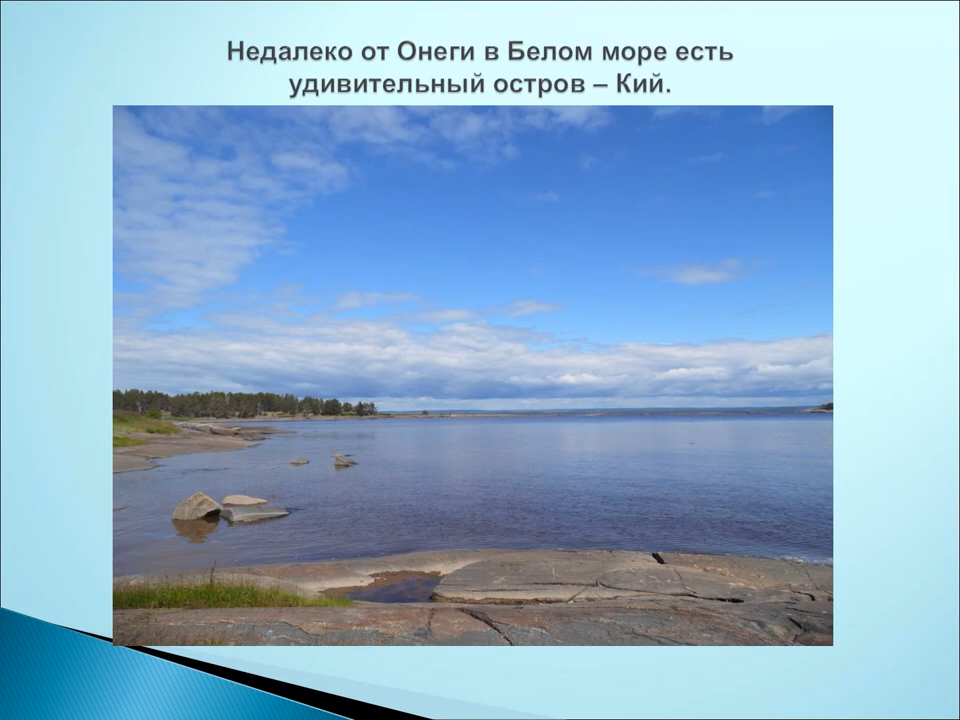 Недалеко от Онеги в Белом море есть
удивительный остров – Кий.